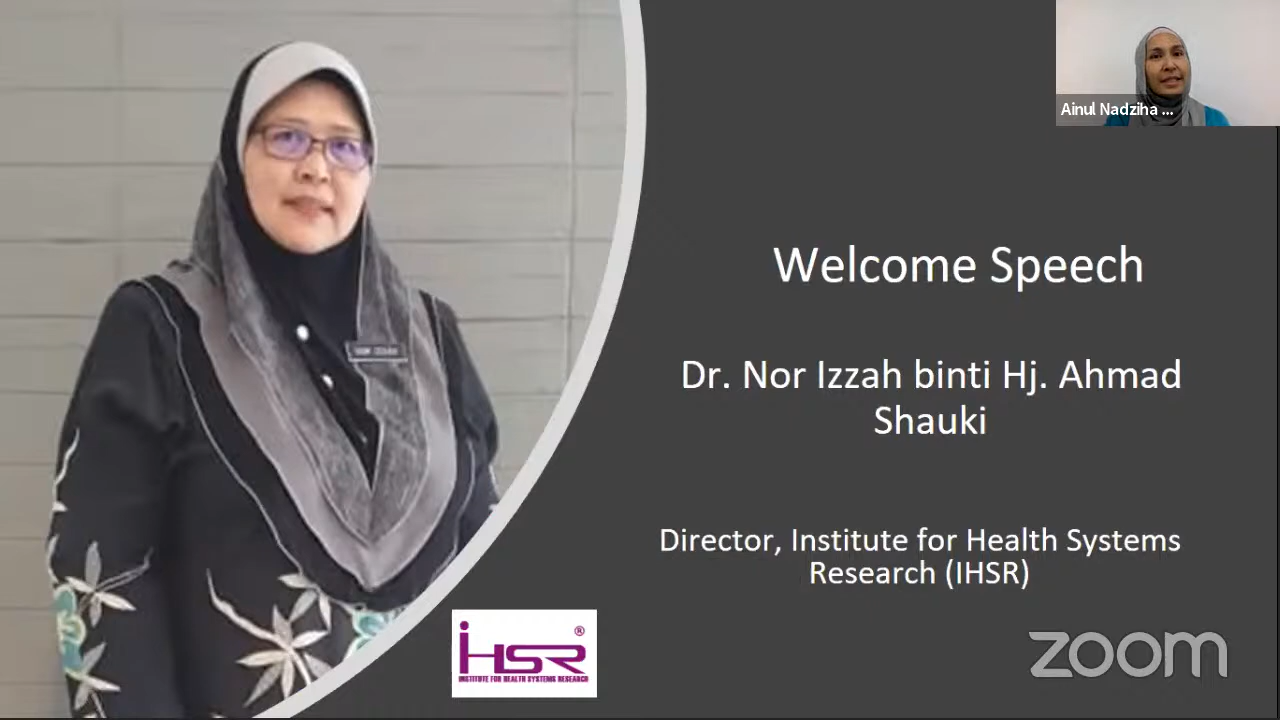 Ainul Nadziha ...
Welcome Speech
Dr. Nor Izzah binti Hj. Ahmad
Shauki
Director, Institute for Health Systems
Research (IHSR)
iHSR®
INSTITUTE FOR HEALTH SYSTEMS RESEARCH
zoom